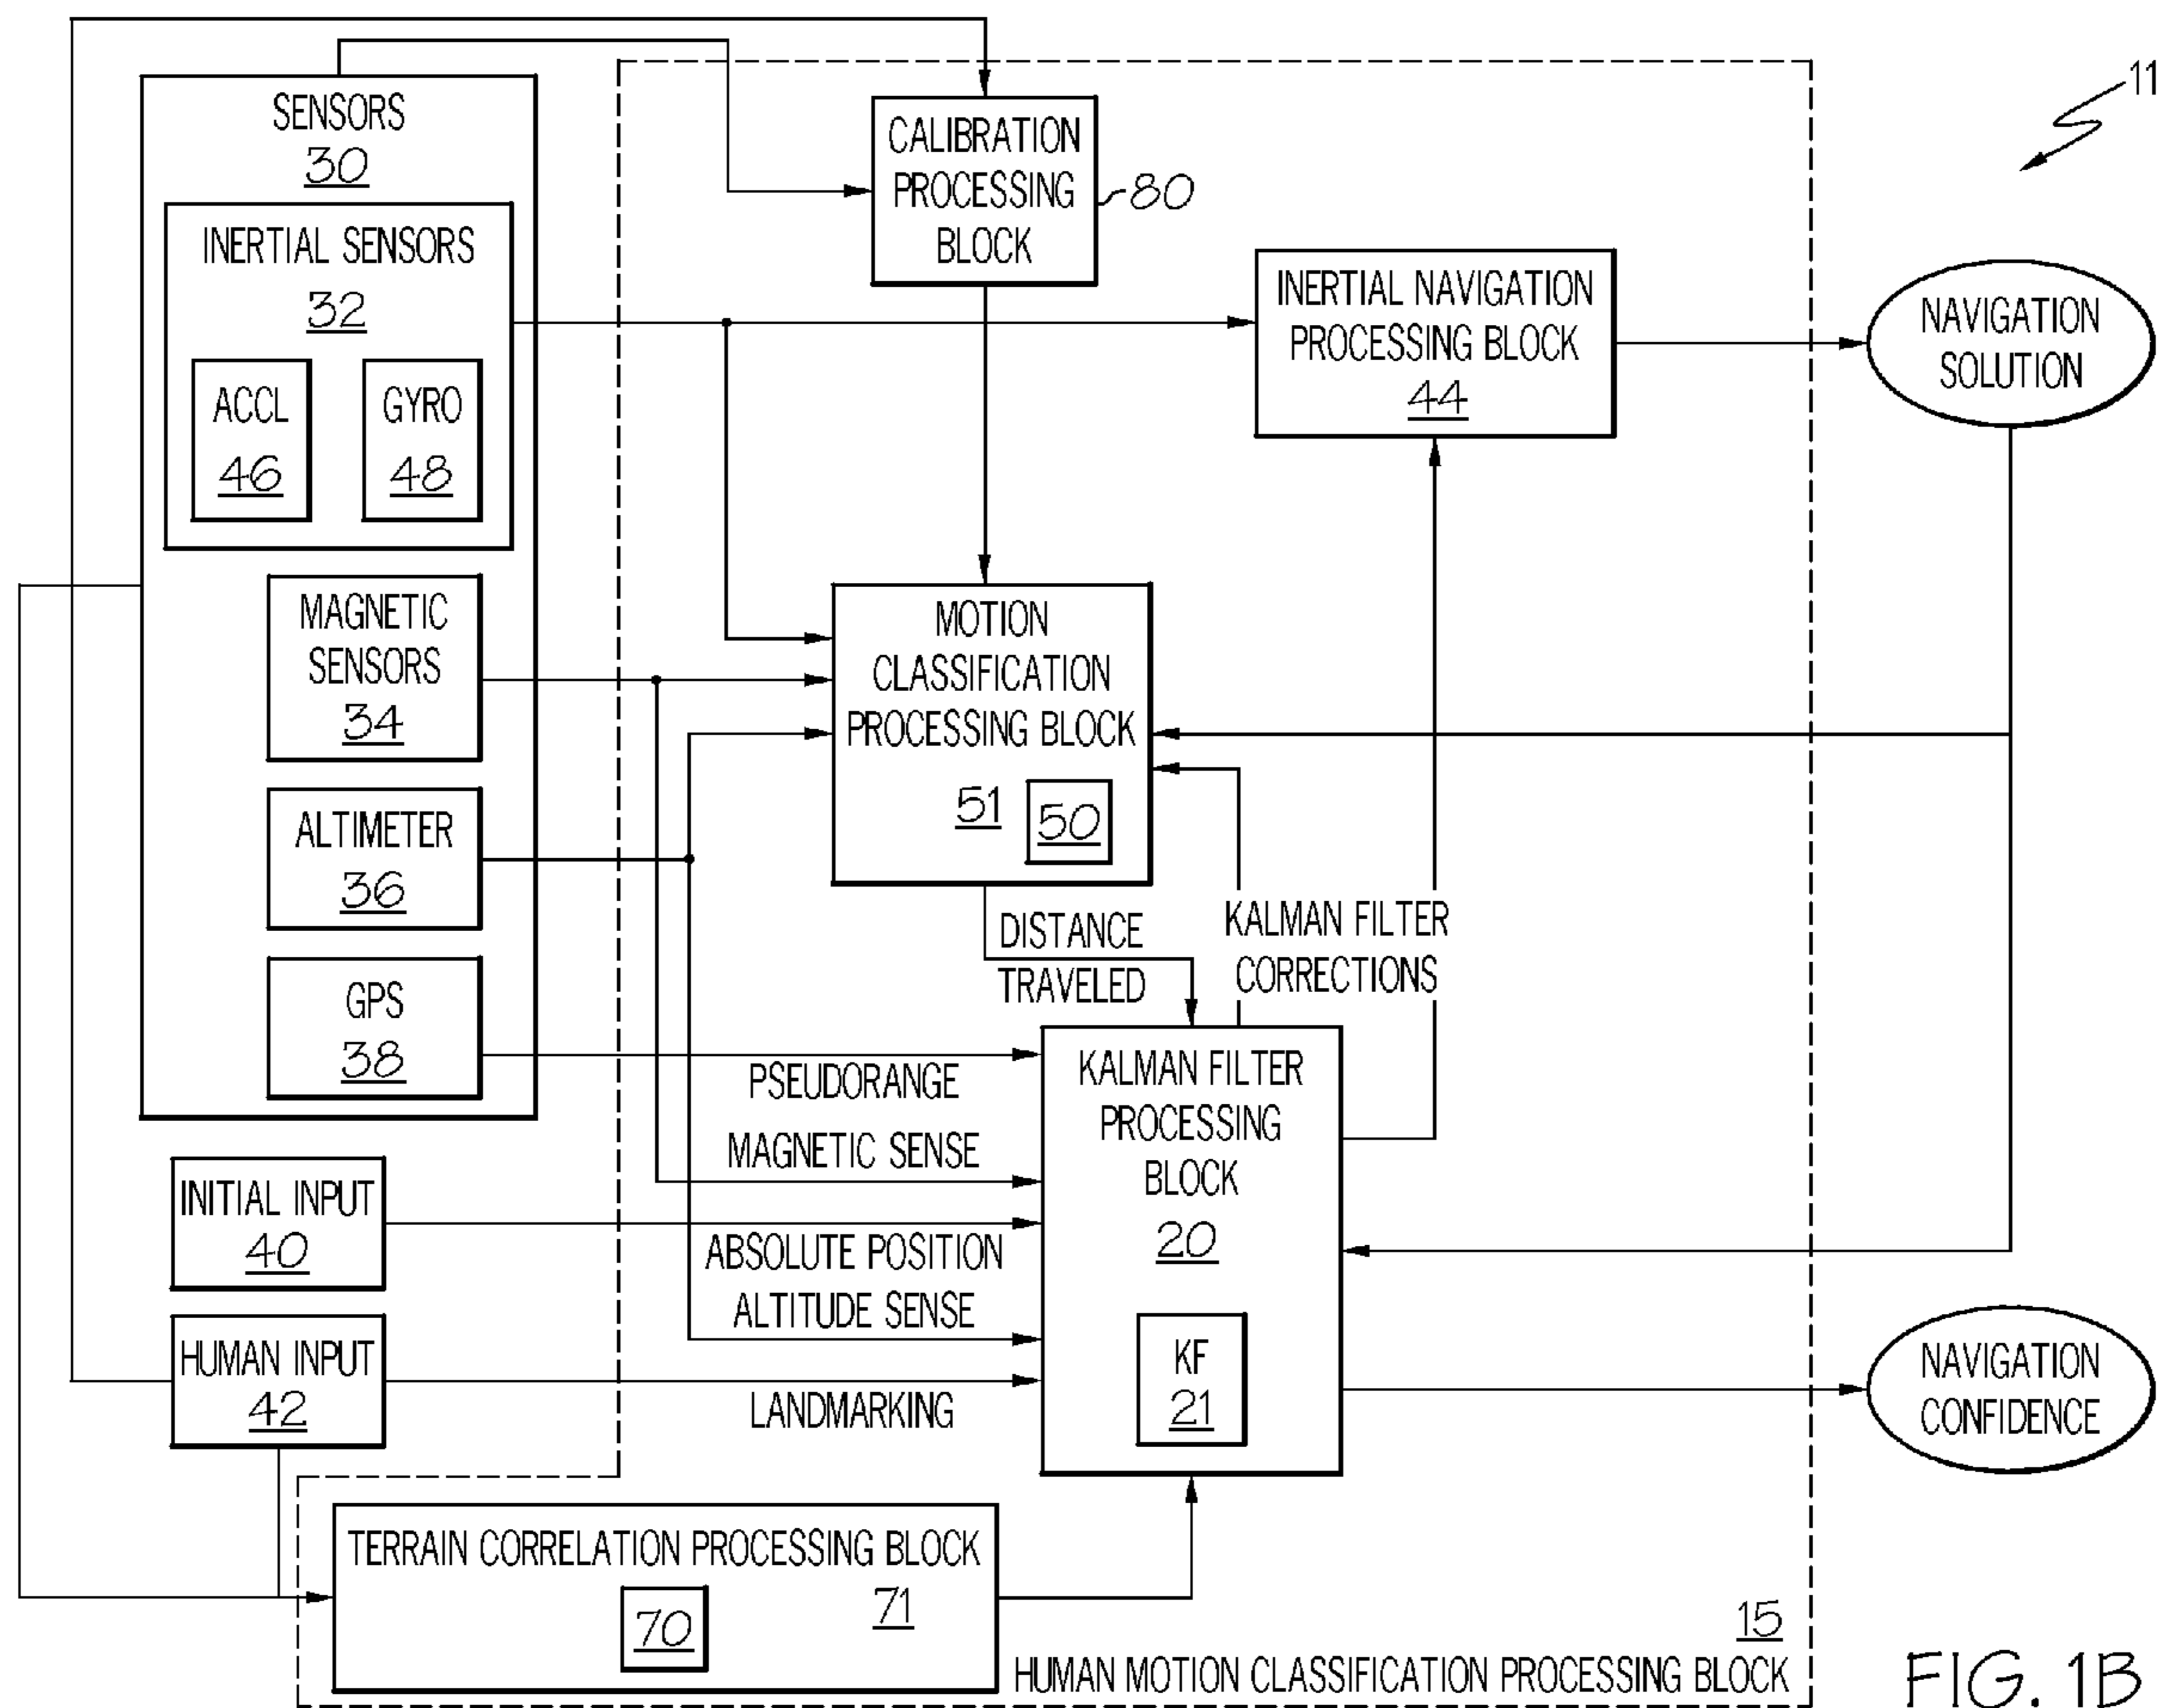 11
SENSORS
30
INERTIAL SENSORS
32
ACCL
46
GYRO
48
MAGNETIC
SENSORS
34
ALTIMETER
36
GPS
38
INITIAL INPUT
40
HUMAN INPUT
42
CALIBRATION
PROCESSING
BLOCK
80
INERTIAL NAVIGATION
PROCESSING BLOCK
44
NAVIGATION
SOLUTION
MOTION
CLASSIFICATION
PROCESSING BLOCK
51
50
DISTANCE
TRAVELED
KALMAN FILTER
CORRECTIONS
PSEUDORANGE
MAGNETIC SENSE
ABSOLUTE POSITION
ALTITUDE SENSE
LANDMARKING
KALMAN FILTER
PROCESSING
BLOCK
20
KF
21
NAVIGATION
CONFIDENCE
TERRAIN CORRELATION PROCESSING BLOCK
70
71
15
HUMAN MOTION CLASSIFICATION PROCESSING BLOCK
FIG. 1B